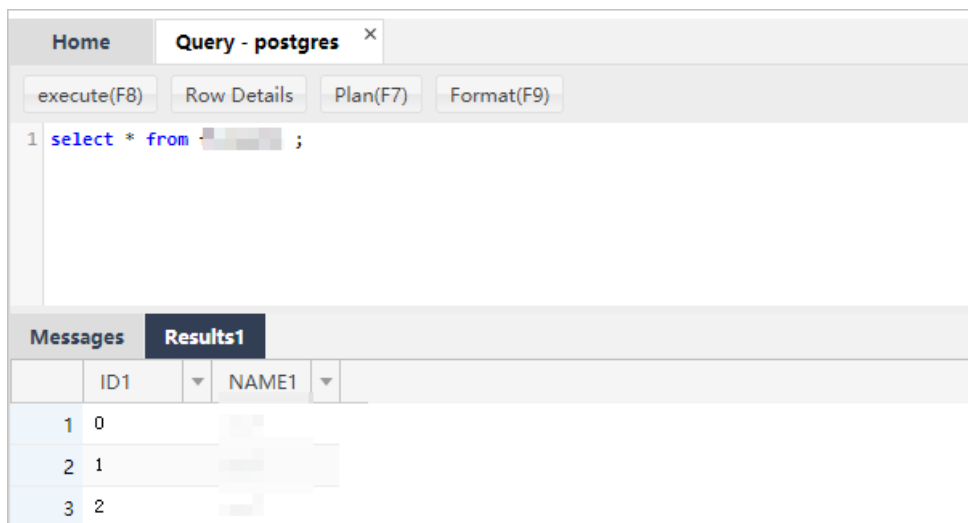 Home Query - postgres ×
execute(F8) Row Details Plan(F7) Format(F9)
1 select * from ;
Messages Results1
ID1 NAME1
1 0
2 1
3 2